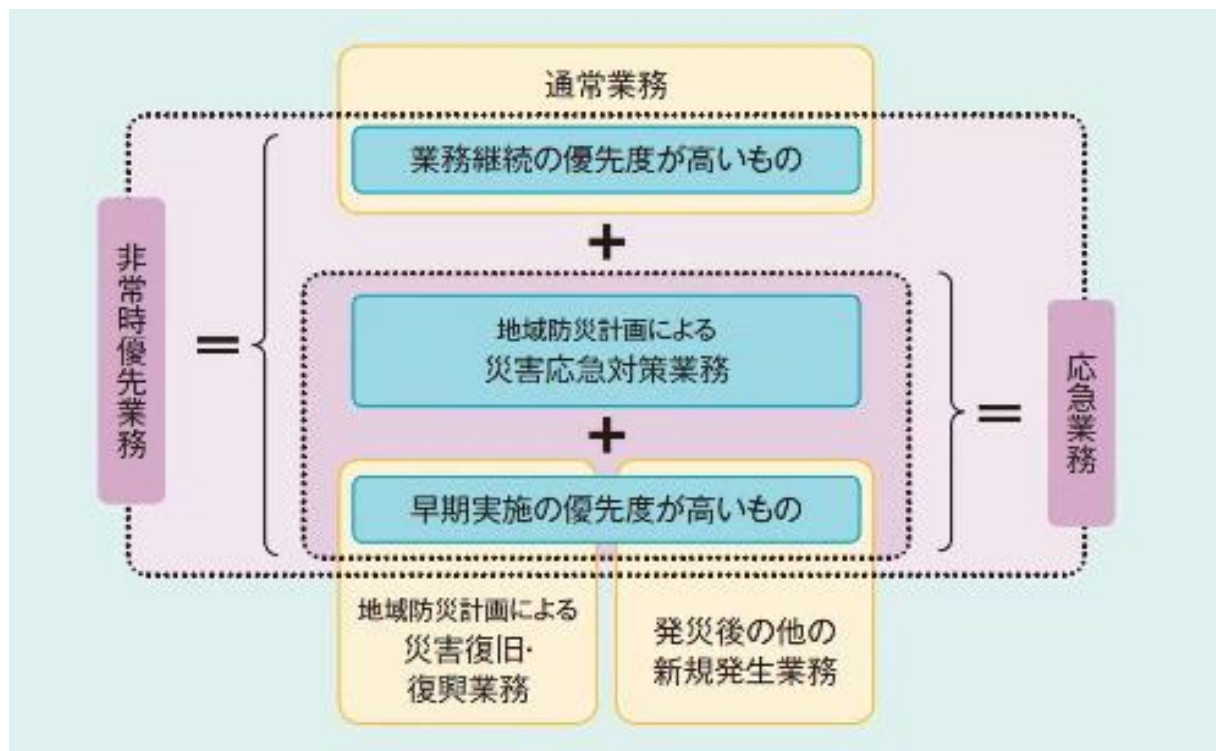 通常業務
業務継続の優先度が高いもの
+
非常時優先業務
=
地域防災計画による
災害応急対策業務
=
応急業務
+
早期実施の優先度が高いもの
地域防災計画による
災害復旧・
復興業務
発災後の他の
新規発生業務